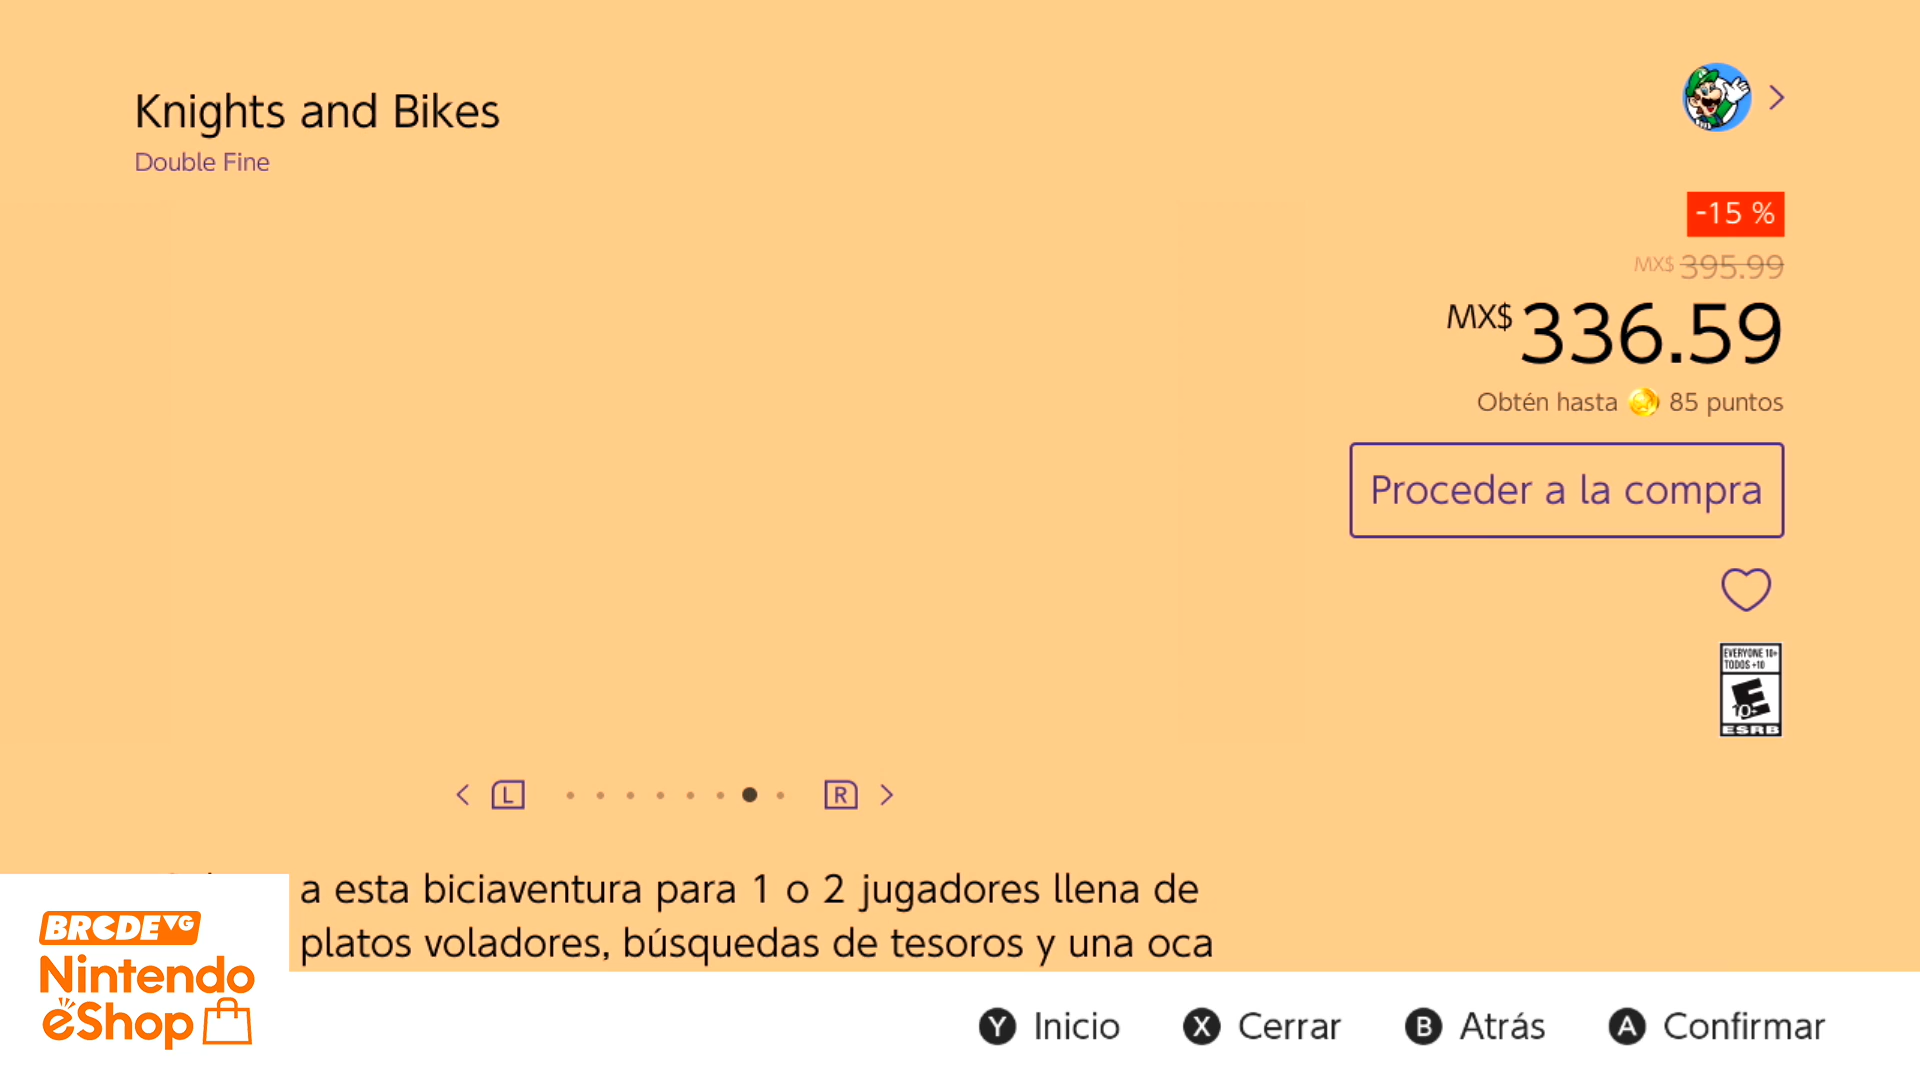 Knights and Bikes
Double Fine
-15 %
MX$ 395.99
MX$ 336.59
Obtén hasta 85 puntos
Proceder a la compra
EVERYONE 10+
TODOS +10
E
10+
ESRB
L
R
a esta biciaventura para 1 o 2 jugadores llena de
platos voladores, búsquedas de tesoros y una oca
BRCDEVG
Nintendo
eShop
Y Inicio
X Cerrar
B Atrás
A Confirmar